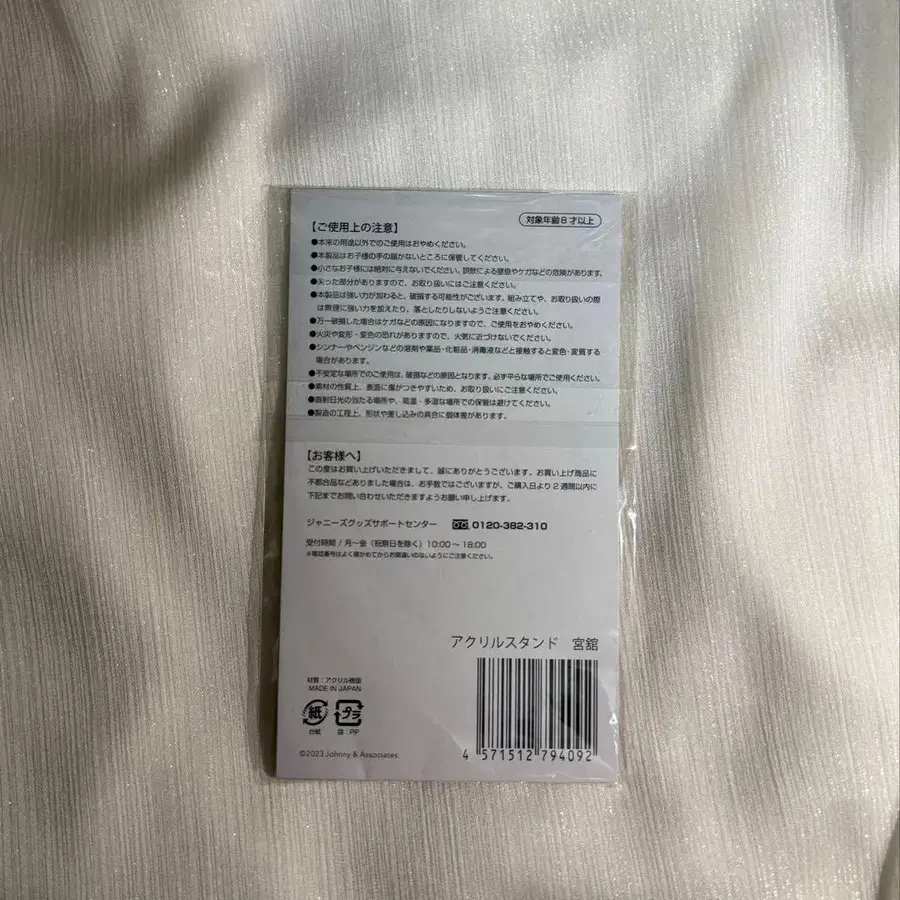 対象年齢8才以上
【ご使用上の注意】
●本来の用途以外でのご使用はおやめください。
●本製品はお子様の手の届かないところに保管してください。
●小さなお子様には絶対に与えないでください。誤飲による窒息やケガなどの危険があります。
●尖った部分がありますので、お取り扱いにはご注意ください。
●本製品は強い力が加わると、破損する可能性がございます。組み立てや、お取り扱いの際
は無理に強い力を加えたり、落としたりしないようご注意ください。
●万一破損した場合はケガなどの原因になりますので、ご使用をおやめください。
●火災や変形・変色の恐れがありますので、火気に近づけないでください。
●シンナーやベンジンなどの溶剤や薬品・化粧品・消毒液などと接触すると変色・変質する
場合があります。
●不安定な場所でのご使用は、破損などの原因となります。必ず平らな場所でご使用ください。
●素材の性質上、表面に傷がつきやすいため、お取り扱いにご注意ください。
●直射日光の当たる場所や、高温・多湿な場所での保管は避けてください。
●製造の工程上、形状や差し込みの具合に個体差があります。
【お客様へ】
この度はお買い上げいただきまして、誠にありがとうございます。お買い上げ商品に
不都合品などありました場合は、お手数ではございますが、ご購入日より2週間以内に
下記までお問い合わせいただきますようお願い申し上げます。
ジャニーズグッズサポートセンター 0120-382-310
受付時間 / 月〜金（祝祭日を除く）10:00〜18:00
※電話番号はよく確かめてからお間違いのないようにご注意ください。
アクリルスタンド 宮舘
材質：アクリル樹脂
MADE IN JAPAN
紙 プラ
台紙 袋：PP
©2023 Johnny & Associates.
4 571512 794092